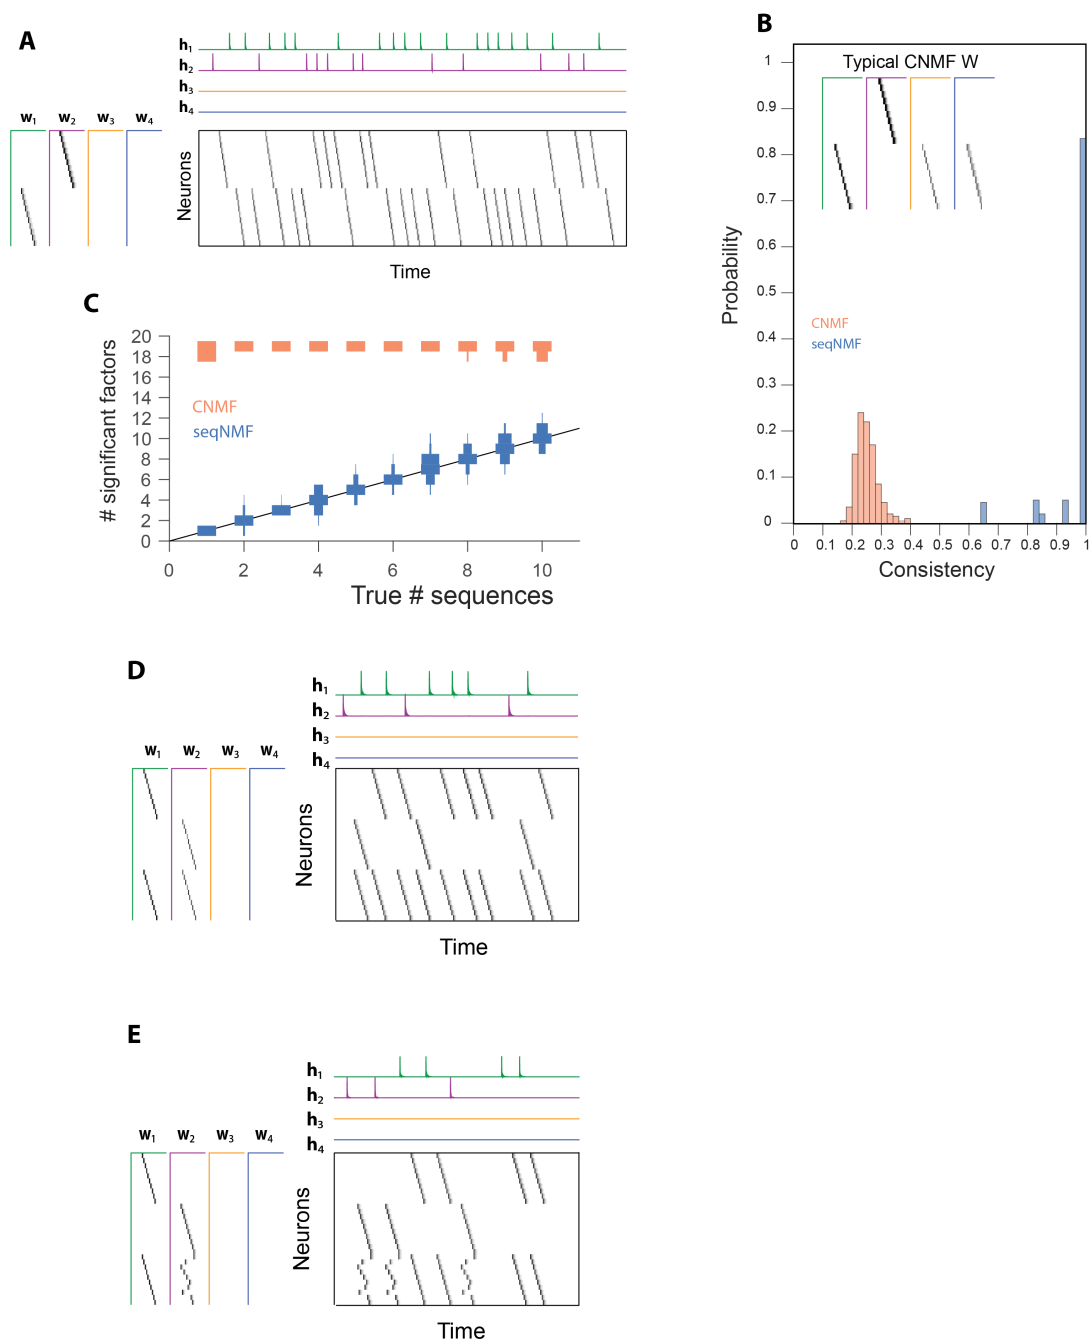 A
h1
h2
h3
h4
w1 w2 w3 w4
Neurons
Time
B
Typical CNMF W
1
0.9
0.8
0.7
0.6
0.5
0.4
0.3
0.2
0.1
0
Probability
CNMF
seqNMF
0 0.1 0.2 0.3 0.4 0.5 0.6 0.7 0.8 0.9 1
Consistency
C
20
18
16
14
12
10
8
6
4
2
0
# significant factors
CNMF
seqNMF
0 2 4 6 8 10
True # sequences
D
h1
h2
h3
h4
w1 w2 w3 w4
Neurons
Time
E
h1
h2
h3
h4
w1 w2 w3 w4
Neurons
Time